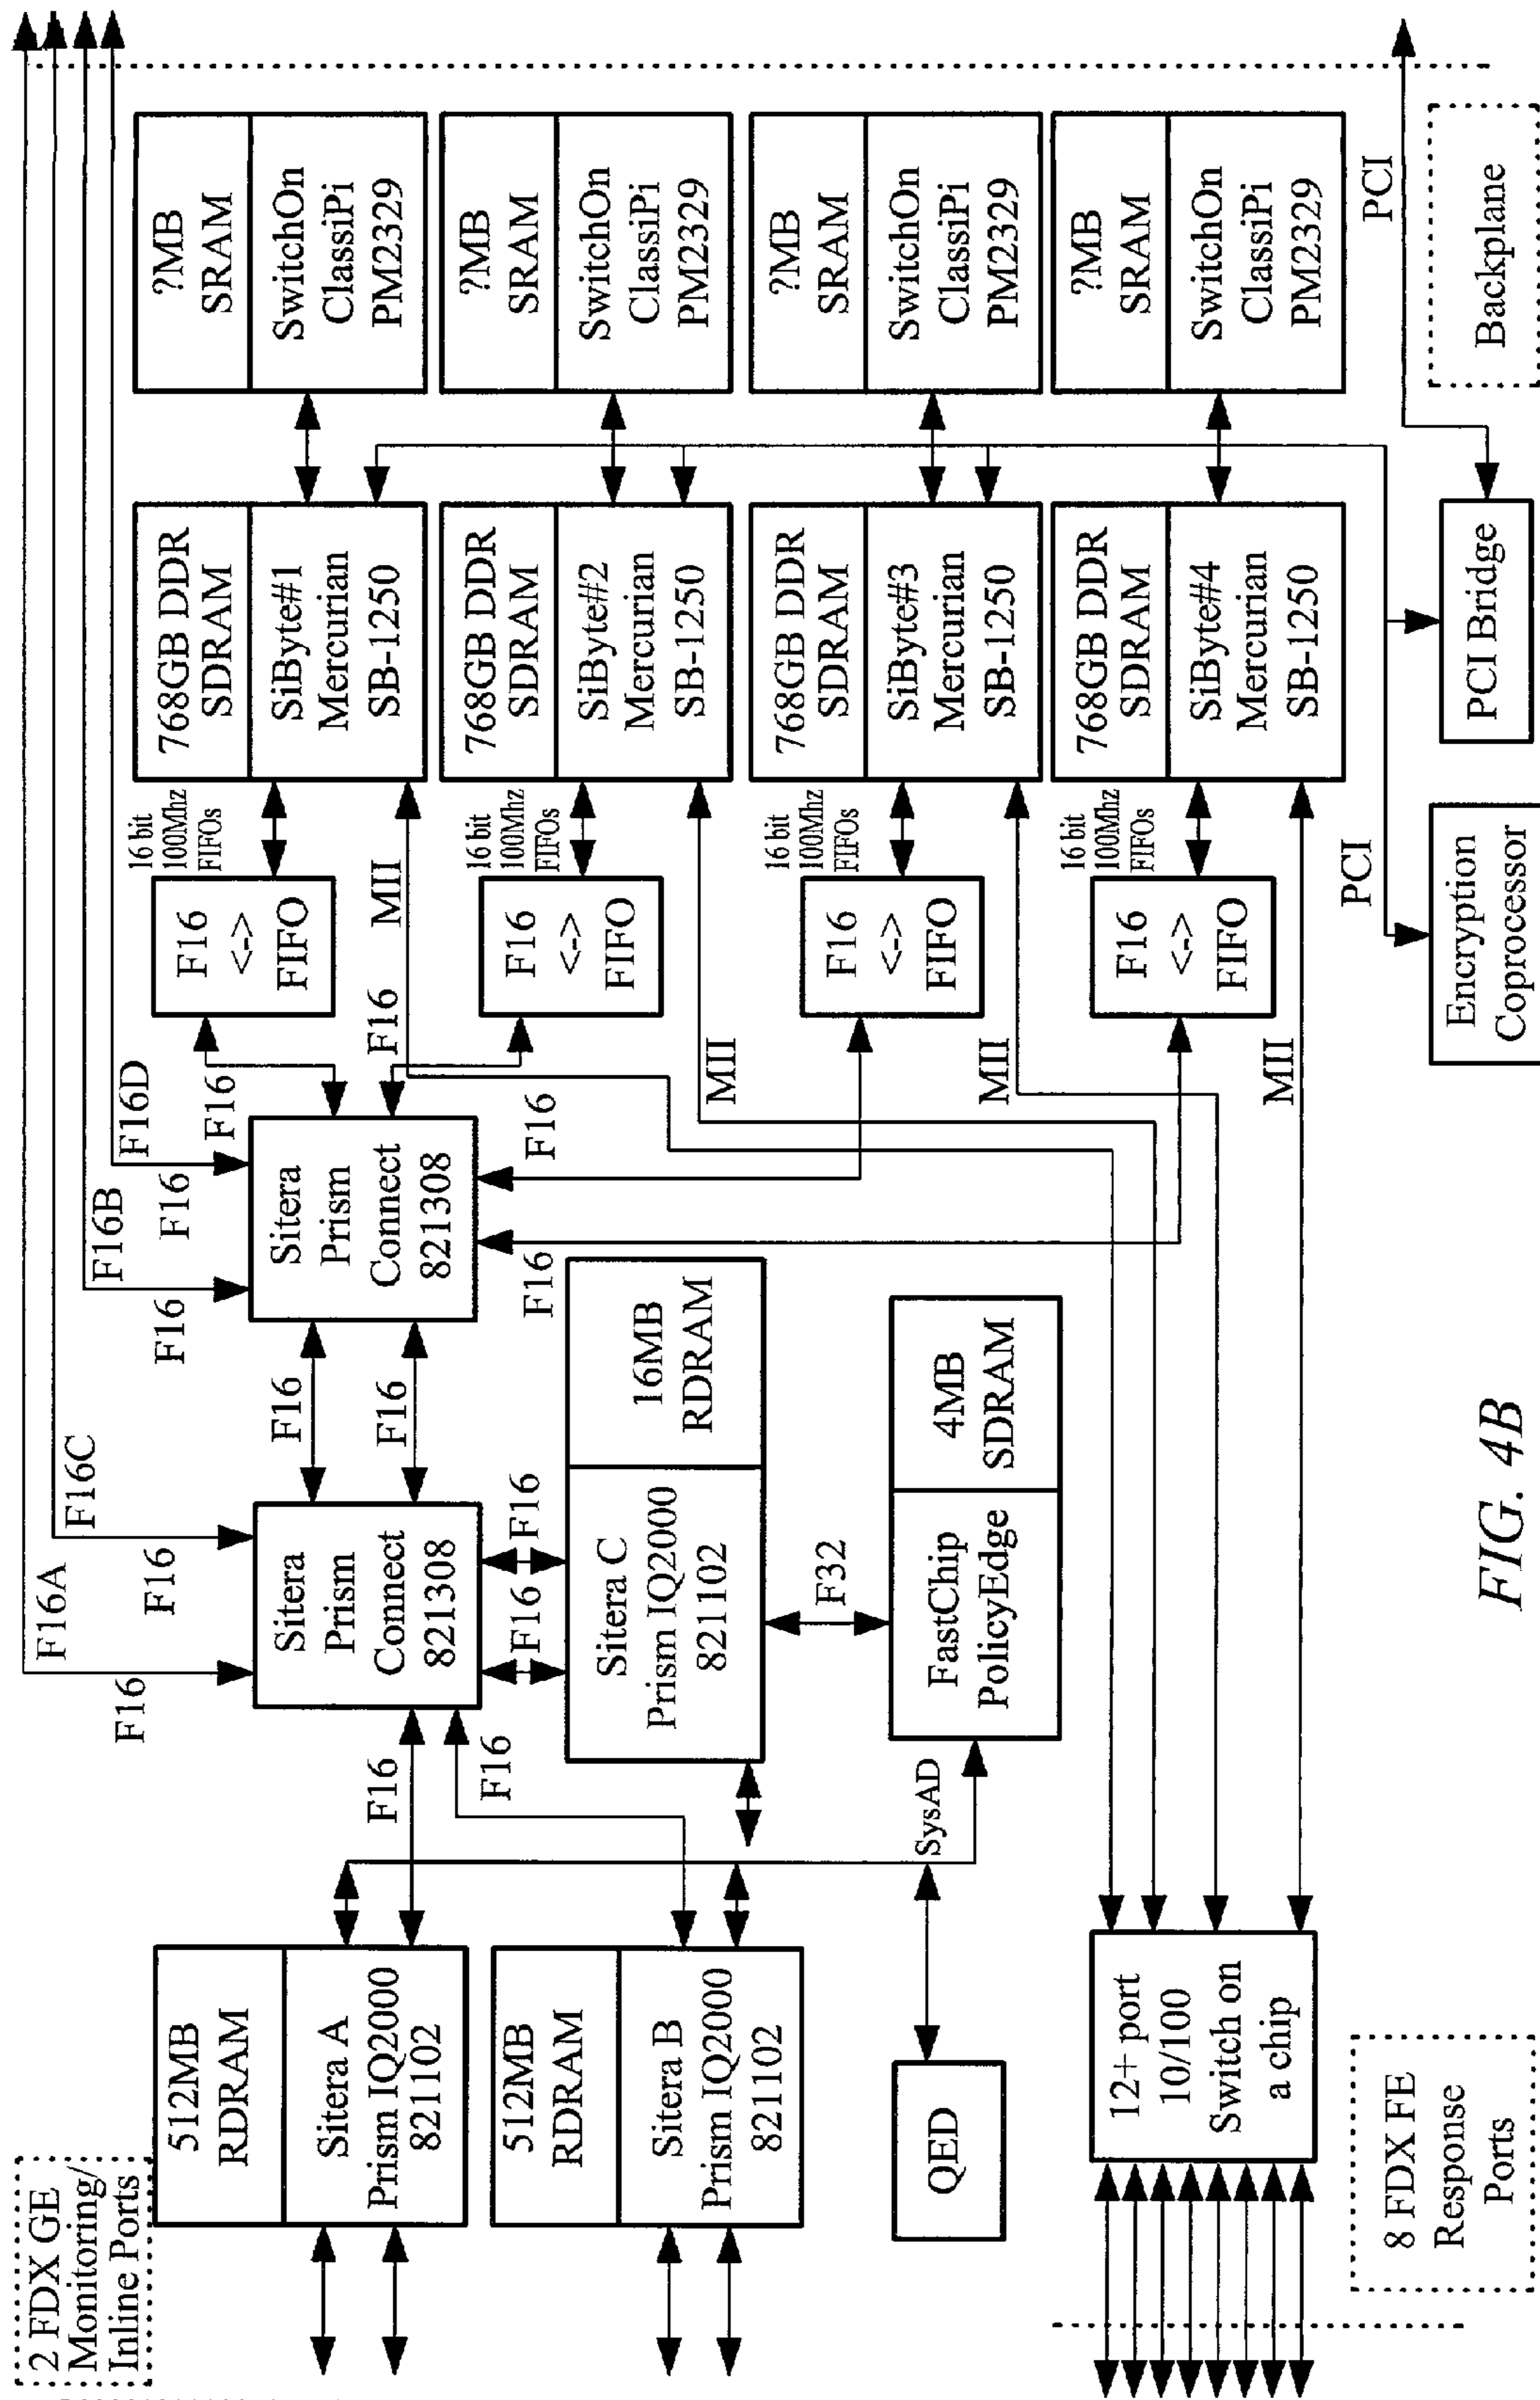 2 FDX GE
Monitoring/
Inline Ports
512MB
RDRAM
Sitera A
Prism IQ2000
821102
512MB
RDRAM
Sitera B
Prism IQ2000
821102
QED
12+ port
10/100
Switch on
a chip
8 FDX FE
Response
Ports
F16A
F16
F16C
F16
F16B
F16
F16D
F16
Sitera
Prism
Connect
821308
F16
F16
F16
F16
F16
F16
Sitera C
Prism IQ2000
821102
16MB
RDRAM
F32
SysAD
FastChip
PolicyEdge
4MB
SDRAM
Sitera
Prism
Connect
821308
F16
F16
F16
F16
F16
<->
FIFO
16 bit
100Mhz
FIFOs
MII
F16
<->
FIFO
16 bit
100Mhz
FIFOs
MII
F16
<->
FIFO
16 bit
100Mhz
FIFOs
MII
F16
<->
FIFO
16 bit
100Mhz
FIFOs
MII
768GB DDR
SDRAM
SiByte#1
Mercurian
SB-1250
768GB DDR
SDRAM
SiByte#2
Mercurian
SB-1250
768GB DDR
SDRAM
SiByte#3
Mercurian
SB-1250
768GB DDR
SDRAM
SiByte#4
Mercurian
SB-1250
?MB
SRAM
SwitchOn
ClassiPi
PM2329
?MB
SRAM
SwitchOn
ClassiPi
PM2329
?MB
SRAM
SwitchOn
ClassiPi
PM2329
?MB
SRAM
SwitchOn
ClassiPi
PM2329
PCI
Encryption
Coprocessor
PCI Bridge
PCI
Backplane
FIG. 4B